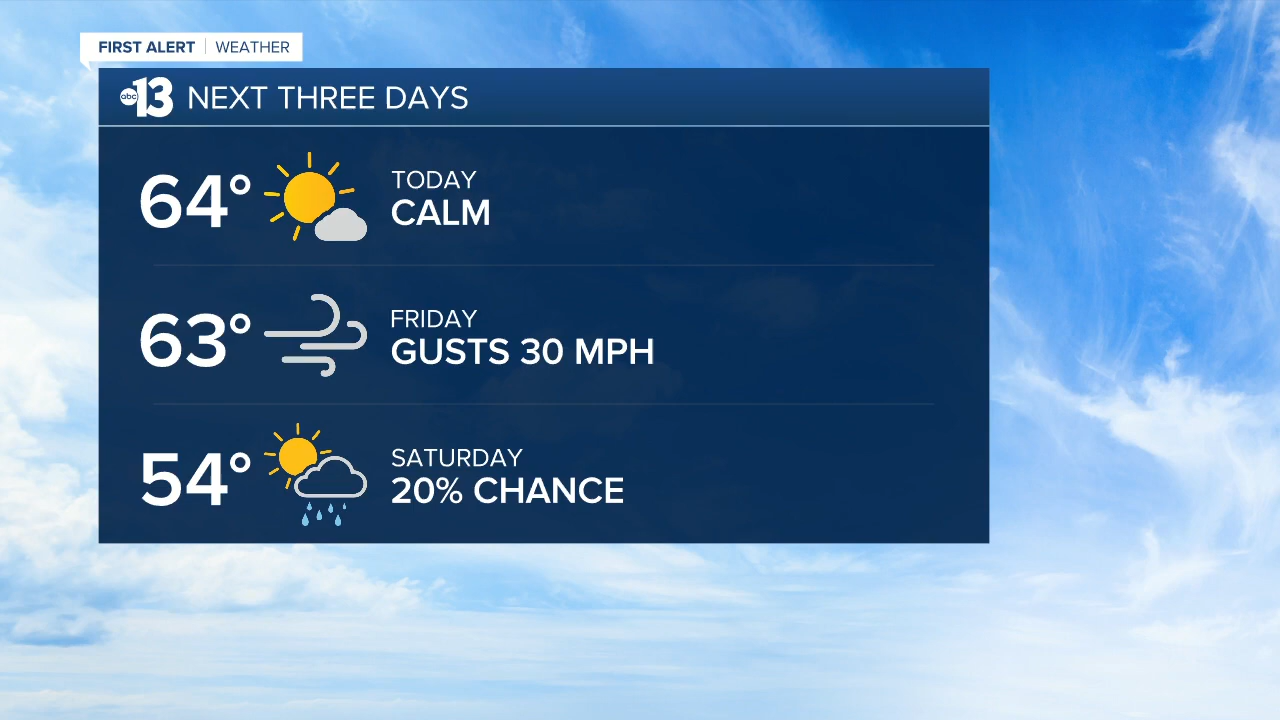 FIRST ALERT | WEATHER
abc 13 NEXT THREE DAYS
64°
TODAY
CALM
63°
FRIDAY
GUSTS 30 MPH
54°
SATURDAY
20% CHANCE